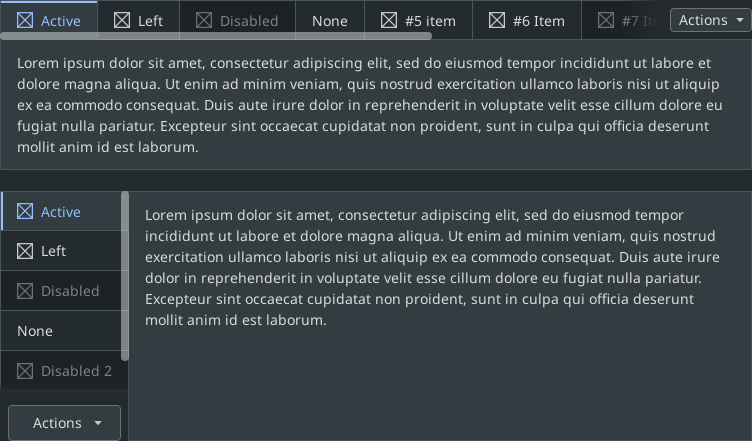 Active Left Disabled None #5 item #6 Item #7 Actions
Lorem ipsum dolor sit amet, consectetur adipiscing elit, sed do eiusmod tempor incididunt ut labore et
dolore magna aliqua. Ut enim ad minim veniam, quis nostrud exercitation ullamco laboris nisi ut aliquip
ex ea commodo consequat. Duis aute irure dolor in reprehenderit in voluptate velit esse cillum dolore eu
fugiat nulla pariatur. Excepteur sint occaecat cupidatat non proident, sunt in culpa qui officia deserunt
mollit anim id est laborum.
Active
Left
Disabled
None
Disabled 2
Actions
Lorem ipsum dolor sit amet, consectetur adipiscing elit, sed do eiusmod tempor
incididunt ut labore et dolore magna aliqua. Ut enim ad minim veniam, quis nostrud
exercitation ullamco laboris nisi ut aliquip ex ea commodo consequat. Duis aute irure
dolor in reprehenderit in voluptate velit esse cillum dolore eu fugiat nulla pariatur.
Excepteur sint occaecat cupidatat non proident, sunt in culpa qui officia deserunt
mollit anim id est laborum.